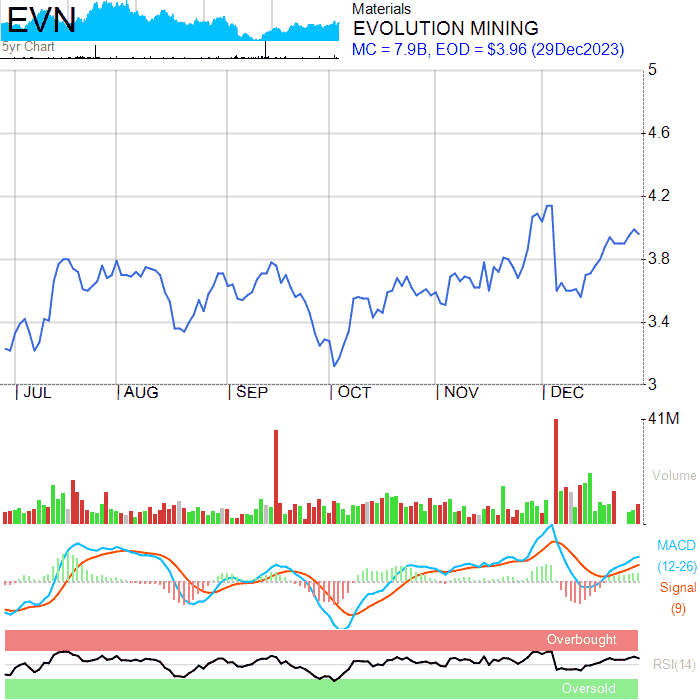 EVN
5yr Chart
Materials
EVOLUTION MINING
MC = 7.9B, EOD = $3.96 (29Dec2023)
5
4.6
4.2
3.8
3.4
3
JUL AUG SEP OCT NOV DEC
41M
Volume
MACD
(12-26)
Signal
(9)
Overbought
RSI(14)
Oversold